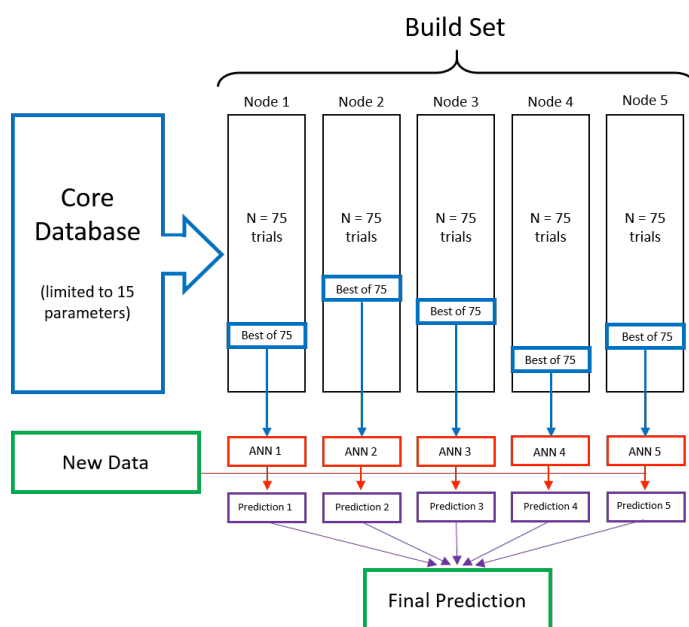 Build Set
Node 1 Node 2 Node 3 Node 4 Node 5
Core
Database
(limited to 15
parameters)
N = 75
trials
N = 75
trials
N = 75
trials
N = 75
trials
N = 75
trials
Best of 75
Best of 75
Best of 75
Best of 75
Best of 75
New Data
ANN 1 ANN 2 ANN 3 ANN 4 ANN 5
Prediction 1 Prediction 2 Prediction 3 Prediction 4 Prediction 5
Final Prediction